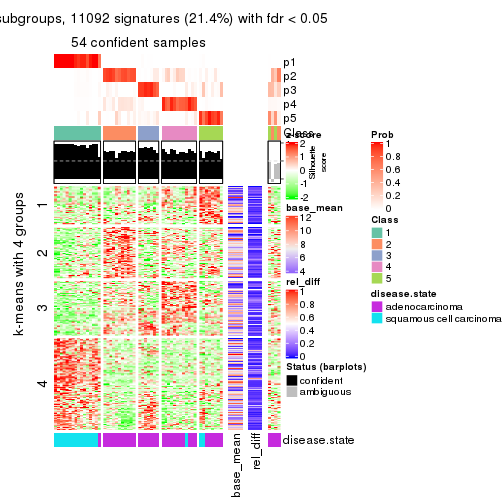 subgroups, 11092 signatures (21.4%) with fdr < 0.05
54 confident samples
p1
p2
p3
p4
p5
Class
Silhouette
score
1
2
3
4
k-means with 4 groups
base_mean
rel_diff
disease.state
z-score
2
1
0
-1
-2
base_mean
12
10
8
6
4
rel_diff
1
0.8
0.6
0.4
0.2
0
Status (barplots)
confident
ambiguous
Prob
1
0.8
0.6
0.4
0.2
0
Class
1
2
3
4
5
disease.state
adenocarcinoma
squamous cell carcinoma